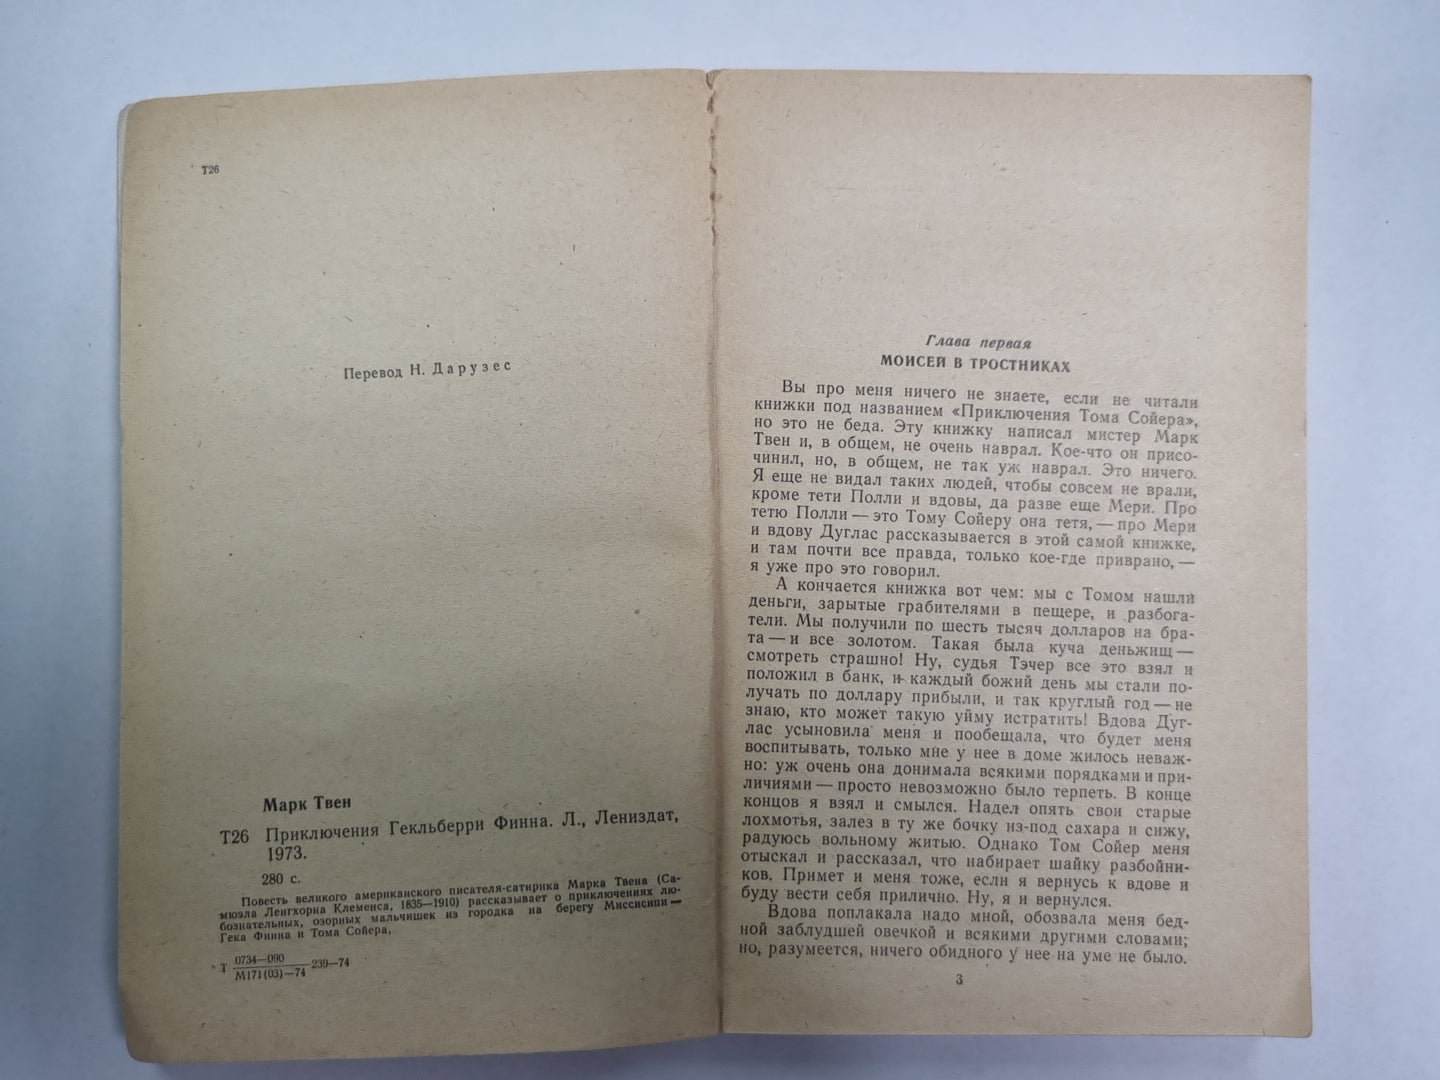 Т26
Перевод Н. Дарузес
Марк Твен
Т26 Приключения Гекльберри Финна. Л., Лениздат,
1973.
280 с.
Повесть великого американского писателя-сатирика Марка Твена (Са-
мюэла Ленгхорна Клеменса, 1835—1910) рассказывает о приключениях лю-
бознательных, озорных мальчишек из городка на берегу Миссисипи —
Гека Финна и Тома Сойера.
Т 0734—090
М171(03)—74 239—74
Глава первая
МОИСЕЙ В ТРОСТНИКАХ
Вы про меня ничего не знаете, если не читали
книжки под названием «Приключения Тома Сойера»,
но это не беда. Эту книжку написал мистер Марк
Твен и, в общем, не очень наврал. Кое-что он присо-
чинил, но, в общем, не так уж наврал. Это ничего.
Я еще не видал таких людей, чтобы совсем не врали,
кроме тети Полли и вдовы, да разве еще Мери. Про
тетю Полли — это Тому Сойеру она тетя, — про Мери
и вдову Дуглас рассказывается в этой самой книжке,
и там почти все правда, только кое-где приврано, —
я уже про это говорил.
А кончается книжка вот чем: мы с Томом нашли
деньги, зарытые грабителями в пещере, и разбога-
тели. Мы получили по шесть тысяч долларов на бра-
та — и все золотом. Такая была куча деньжищ —
смотреть страшно! Ну, судья Тэчер все это взял и
положил в банк, и каждый божий день мы стали по-
лучать по доллару прибыли, и так круглый год — не
знаю, кто может такую уйму истратить! Вдова Дуг-
лас усыновила меня и пообещала, что будет меня
воспитывать, только мне у нее в доме жилось неваж-
но: уж очень она донимала всякими порядками и при-
личиями — просто невозможно было терпеть. В конце
концов я взял и смылся. Надел опять свои старые
лохмотья, залез в ту же бочку из-под сахара и сижу,
радуюсь вольному житью. Однако Том Сойер меня
отыскал и рассказал, что набирает шайку разбойни-
ков. Примет и меня тоже, если я вернусь к вдове и
буду вести себя прилично. Ну, я и вернулся.
Вдова поплакала надо мной, обозвала меня бед-
ной заблудшей овечкой и всякими другими словами;
но, разумеется, ничего обидного у нее на уме не было.
3